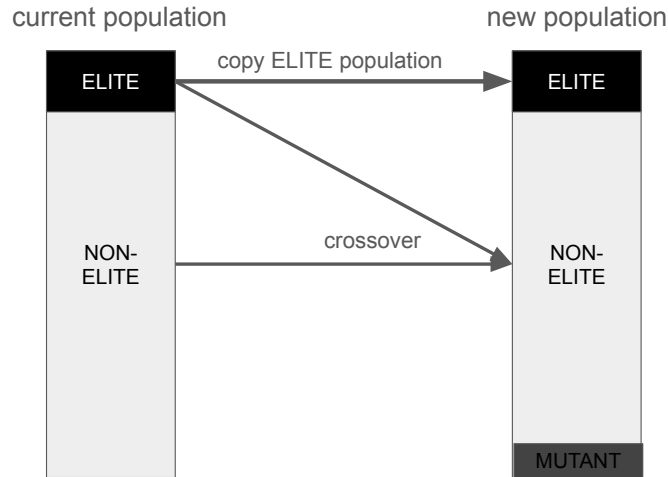 current population
new population
copy ELITE population
ELITE
ELITE
crossover
NON-
ELITE
NON-
ELITE
MUTANT